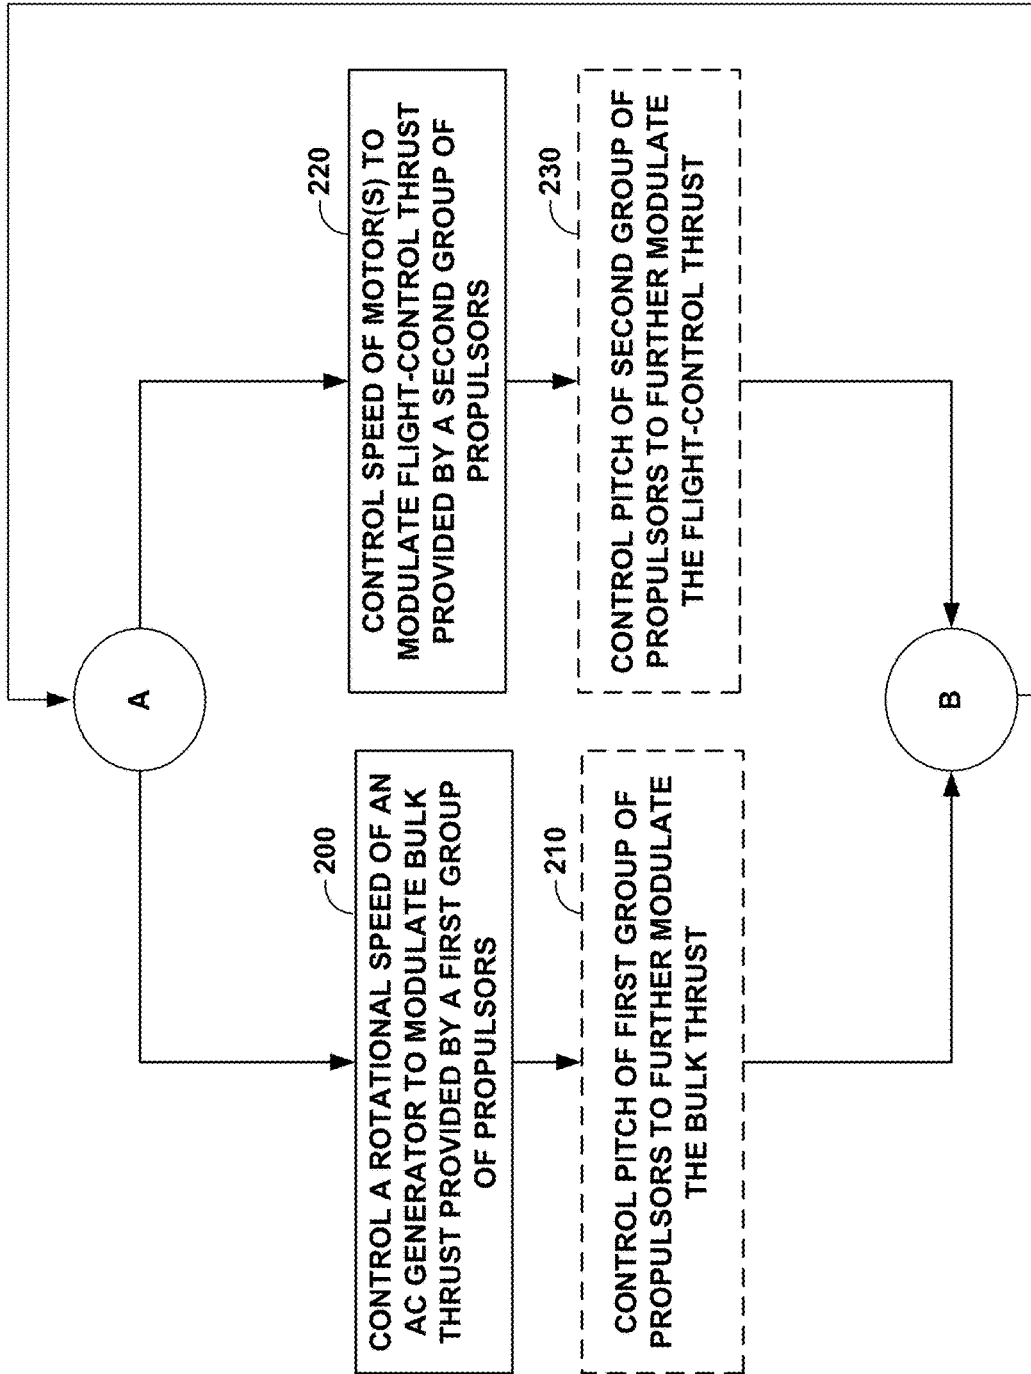 A
200
CONTROL A ROTATIONAL SPEED OF AN
AC GENERATOR TO MODULATE BULK
THRUST PROVIDED BY A FIRST GROUP
OF PROPULSORS
210
CONTROL PITCH OF FIRST GROUP OF
PROPULSORS TO FURTHER MODULATE
THE BULK THRUST
220
CONTROL SPEED OF MOTOR(S) TO
MODULATE FLIGHT-CONTROL THRUST
PROVIDED BY A SECOND GROUP OF
PROPULSORS
230
CONTROL PITCH OF SECOND GROUP OF
PROPULSORS TO FURTHER MODULATE
THE FLIGHT-CONTROL THRUST
B